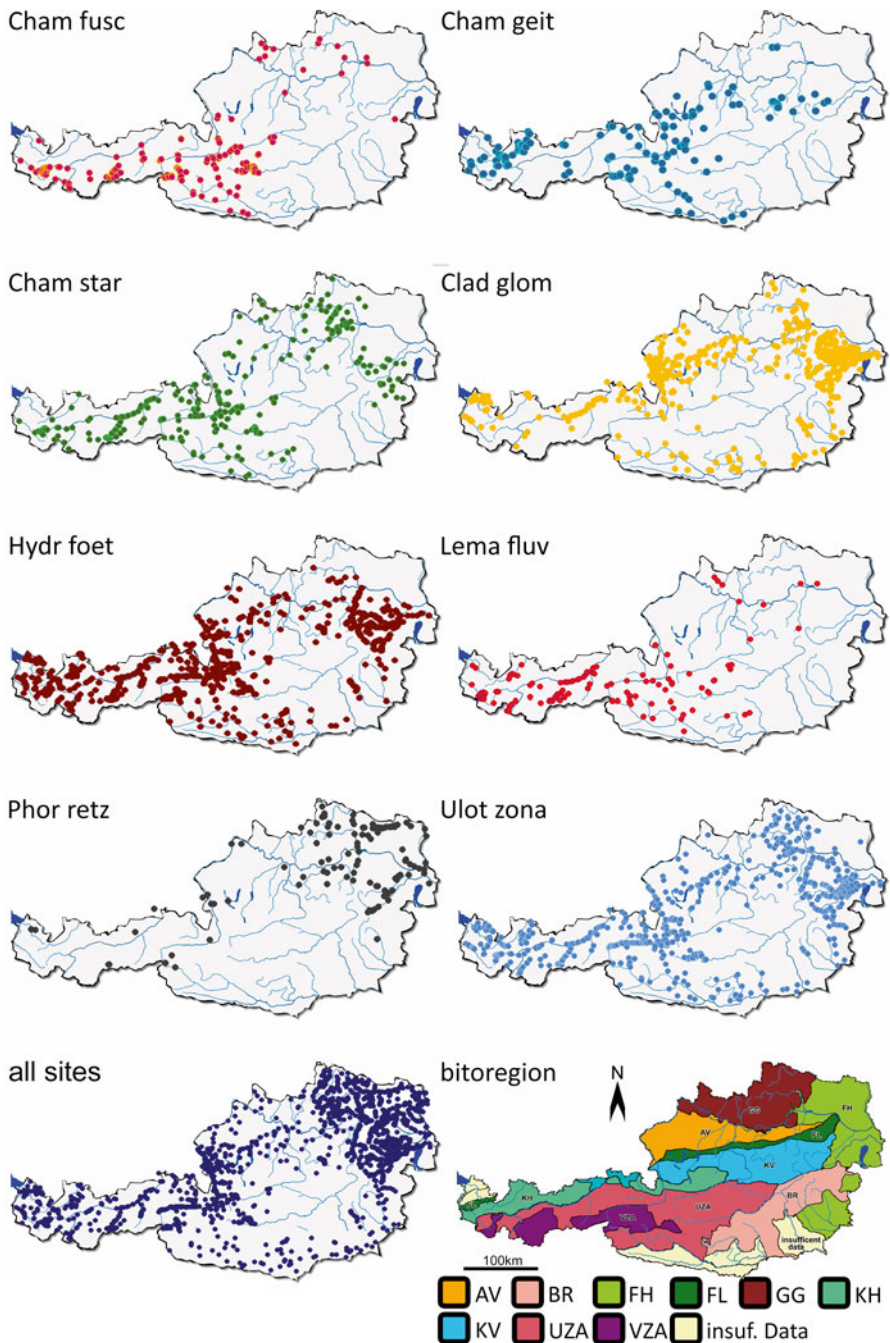 Cham fusc
Cham geit
Cham star
Clad glom
Hydr foet
Lema fluv
Phor retz
Ulot zona
all sites
bitoregion
N
GG
FH
AV
FL
KV
KH
BR
UZA
VZA
insufficent
data
100km
AV
BR
FH
FL
GG
KH
KV
UZA
VZA
insuf. Data